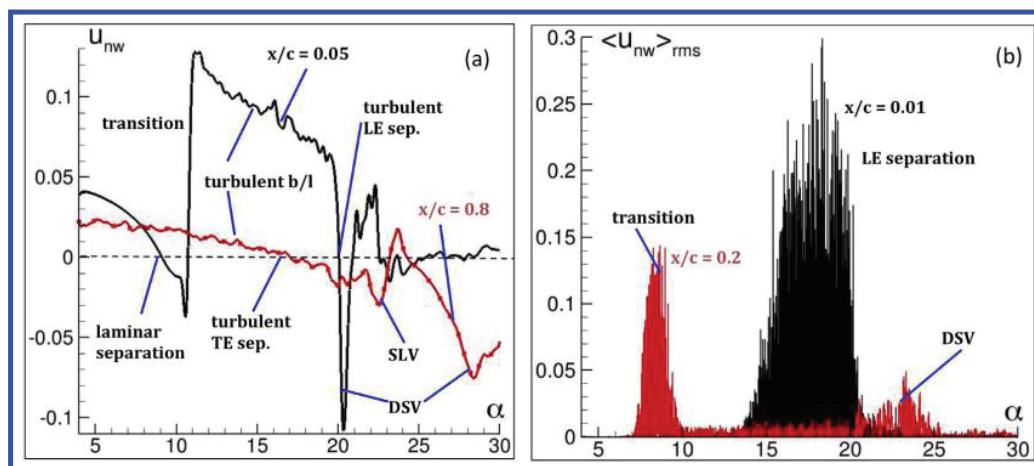 u_nw
(a)
x/c = 0.05
turbulent
LE sep.
transition
turbulent b/l
x/c = 0.8
laminar
separation
turbulent
TE sep.
SLV
DSV
α
0.1
0.05
0
-0.05
-0.1
5 10 15 20 25 30
<u_nw>_rms
(b)
x/c = 0.01
LE separation
transition
x/c = 0.2
DSV
α
0.3
0.25
0.2
0.15
0.1
0.05
0
5 10 15 20 25 30